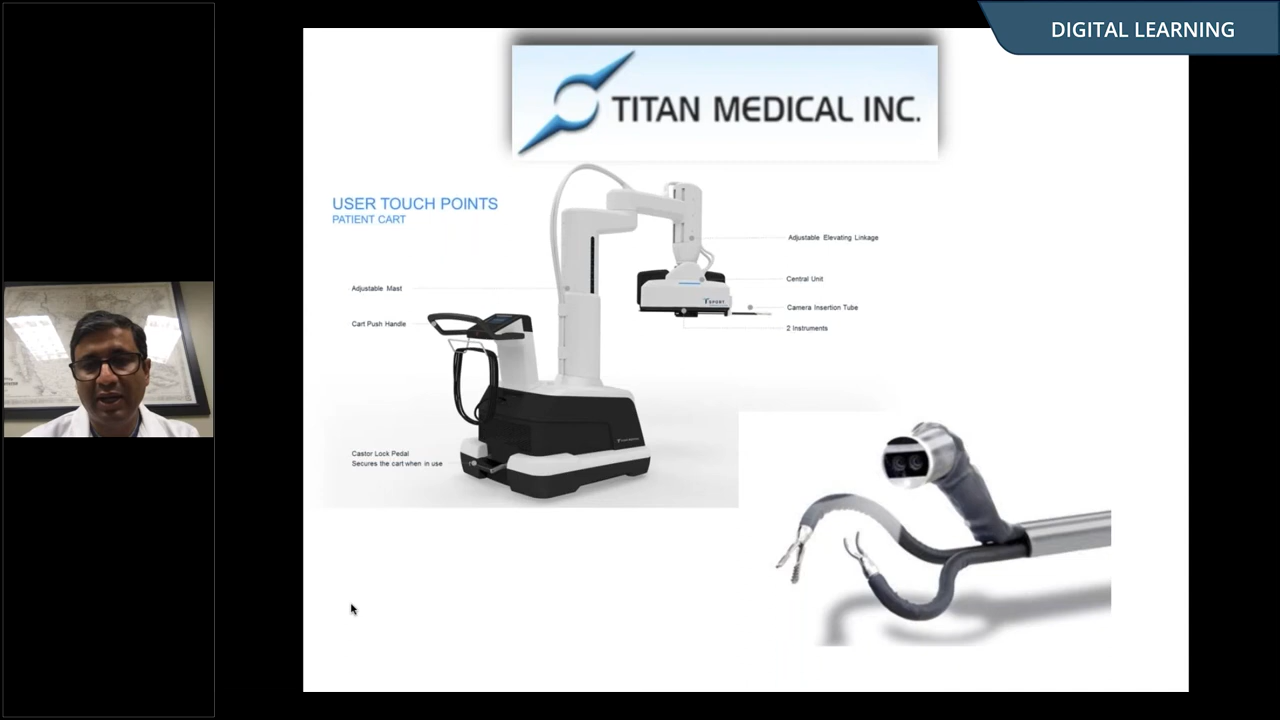 DIGITAL LEARNING
TITAN MEDICAL INC.
USER TOUCH POINTS
PATIENT CART
Adjustable Elevating Linkage
Central Unit
Adjustable Mast
SPORT
Camera Insertion Tube
Cart Push Handle
2 Instruments
Castor Lock Pedal
Secures the cart when in use